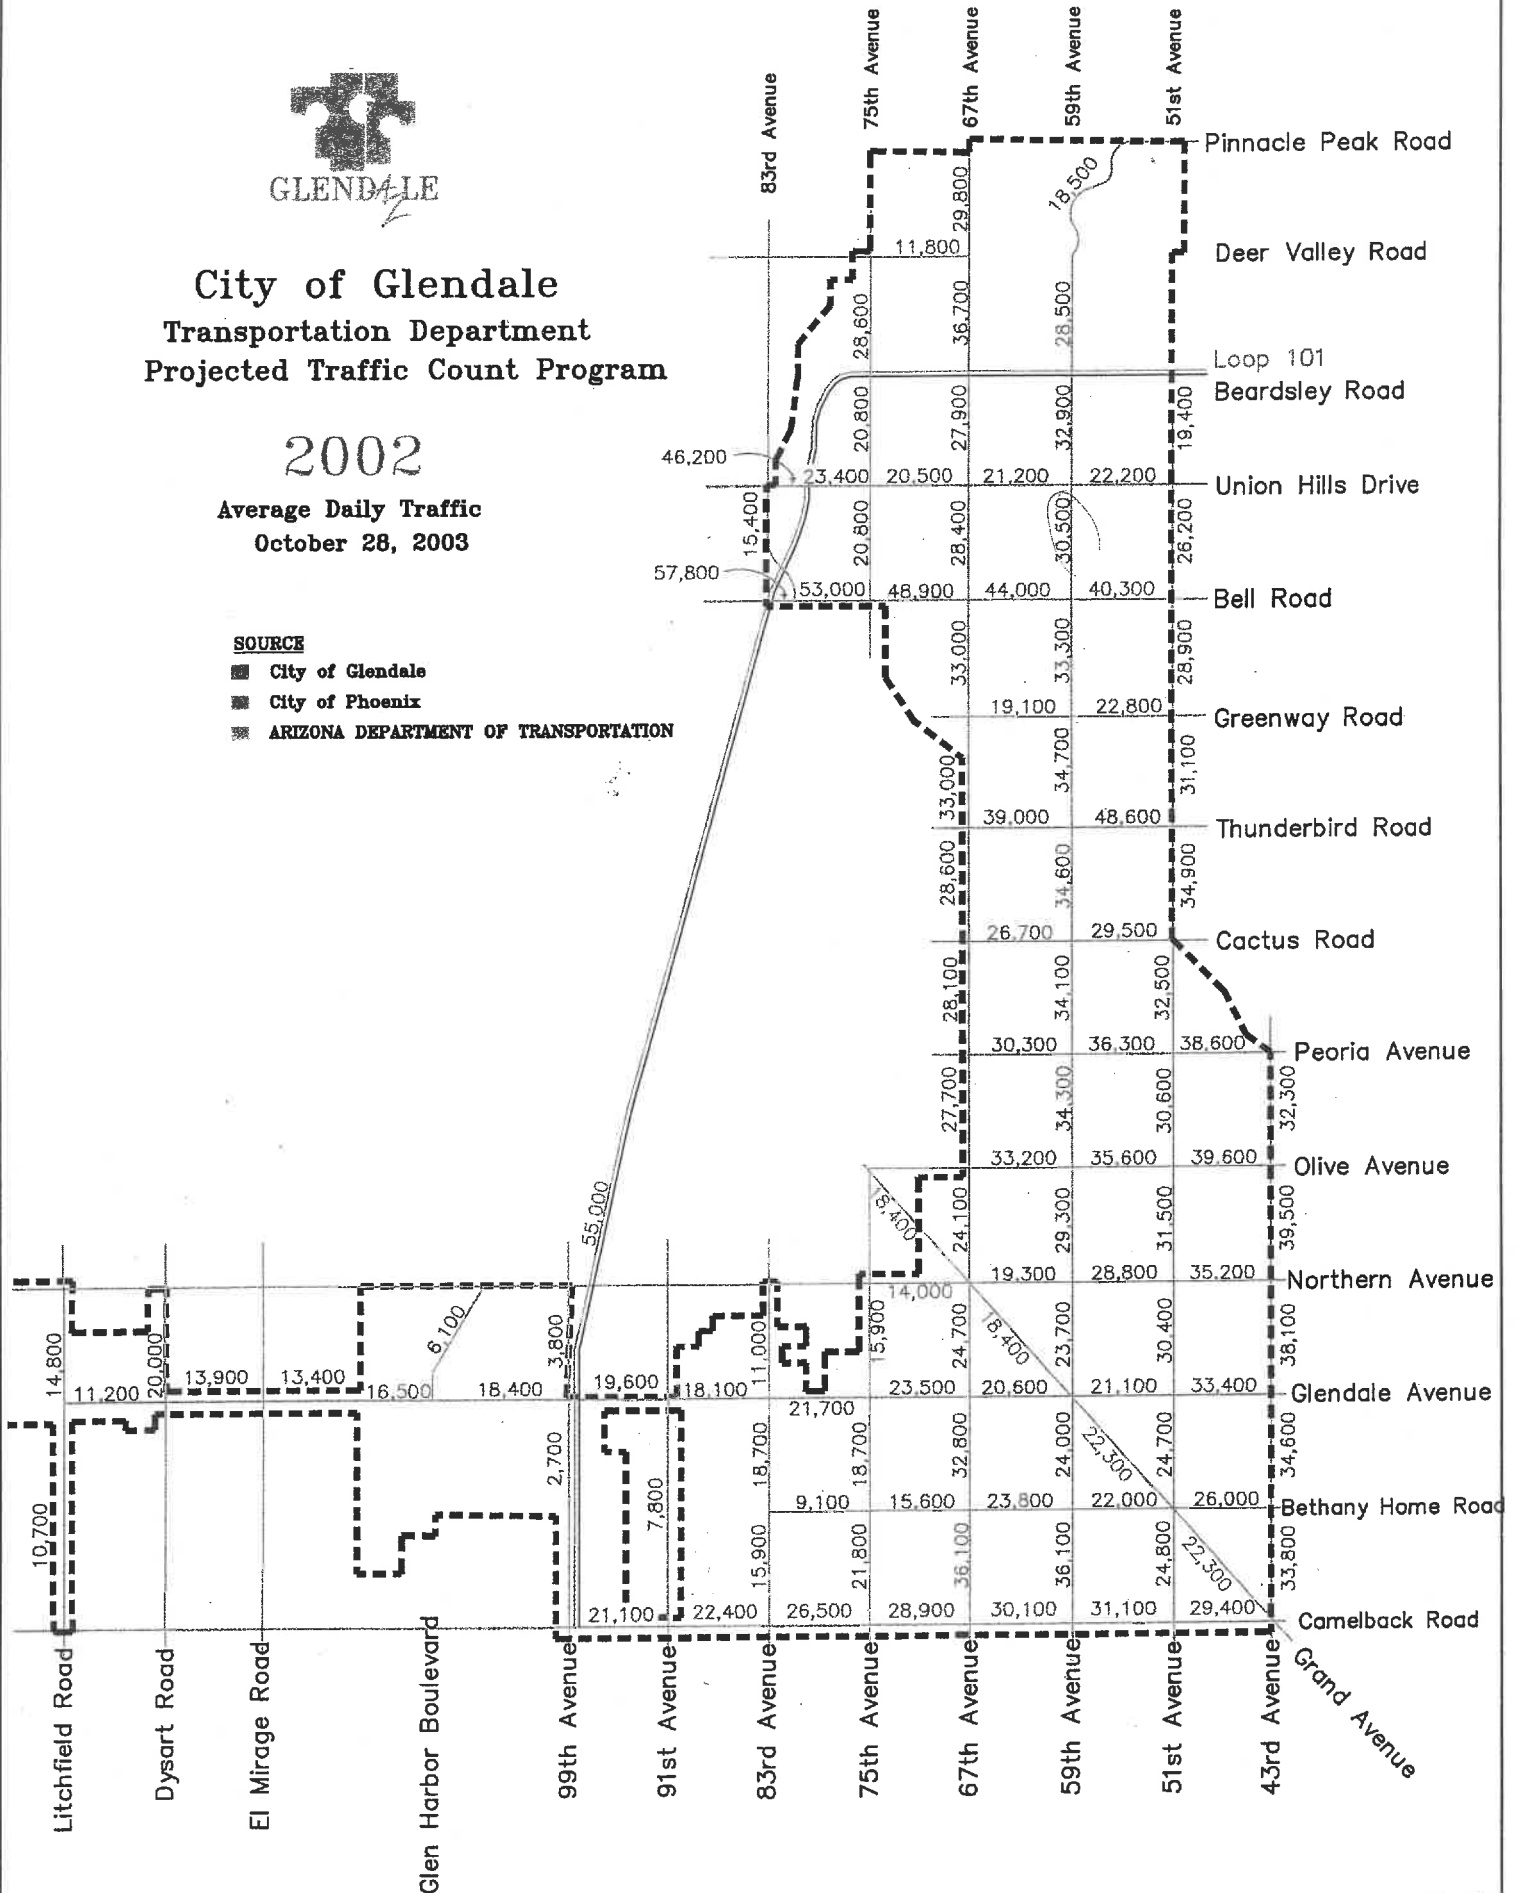 83rd Avenue
75th Avenue
67th Avenue
59th Avenue
51st Avenue
GLENDALE
City of Glendale
Transportation Department
Projected Traffic Count Program
2002
Average Daily Traffic
October 28, 2003
SOURCE
City of Glendale
City of Phoenix
ARIZONA DEPARTMENT OF TRANSPORTATION
Pinnacle Peak Road
29,800
18,500
11,800
Deer Valley Road
28,600
36,700
28,500
Loop 101
Beardsley Road
20,800
27,900
32,900
19,400
46,200
23,400
20,500
21,200
22,200
Union Hills Drive
15,400
20,800
28,400
30,500
26,200
57,800
53,000
48,900
44,000
40,300
Bell Road
33,000
33,300
28,900
19,100
22,800
Greenway Road
33,000
34,700
31,100
39,000
48,600
Thunderbird Road
28,600
34,600
34,900
26,700
29,500
Cactus Road
28,100
34,100
32,500
30,300
36,300
38,600
Peoria Avenue
27,700
34,300
30,600
32,300
33,200
35,600
39,600
Olive Avenue
55,000
18,400
24,100
29,300
31,500
39,500
14,000
19,300
28,800
35,200
Northern Avenue
14,800
20,000
6,100
3,800
11,000
15,900
24,700
18,400
23,700
30,400
38,100
11,200
13,900
13,400
16,500
18,400
19,600
18,100
21,700
23,500
20,600
21,100
33,400
Glendale Avenue
2,700
18,700
18,700
32,800
24,000
22,300
24,700
34,600
10,700
7,800
9,100
15,600
23,800
22,000
26,000
Bethany Home Road
15,900
21,800
36,100
36,100
24,800
22,300
33,800
21,100
22,400
26,500
28,900
30,100
31,100
29,400
Camelback Road
Litchfield Road
Dysart Road
El Mirage Road
Glen Harbor Boulevard
99th Avenue
91st Avenue
83rd Avenue
75th Avenue
67th Avenue
59th Avenue
51st Avenue
43rd Avenue
Grand Avenue